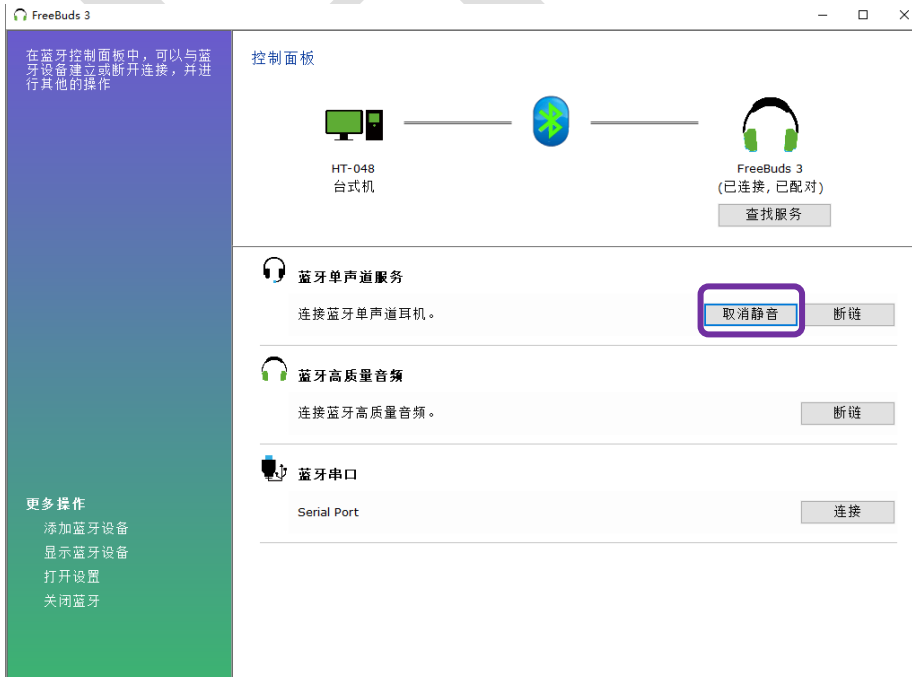 FreeBuds 3
在蓝牙控制面板中，可以与蓝
牙设备建立或断开连接，并进
行其他的操作
控制面板
HT-048
台式机
FreeBuds 3
(已连接, 已配对)
查找服务
蓝牙单声道服务
连接蓝牙单声道耳机。
取消静音
断链
蓝牙高质量音频
连接蓝牙高质量音频。
断链
蓝牙串口
Serial Port
连接
更多操作
添加蓝牙设备
显示蓝牙设备
打开设置
关闭蓝牙